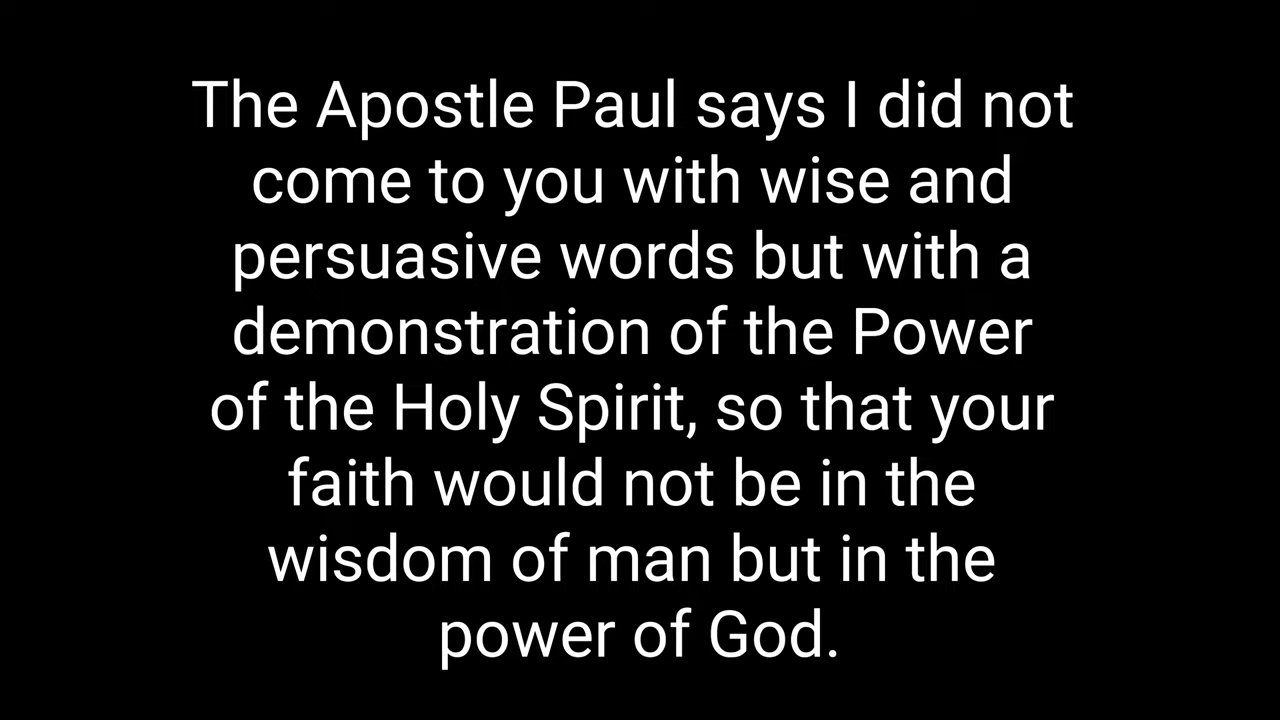 The Apostle Paul says I did not
come to you with wise and
persuasive words but with a
demonstration of the Power
of the Holy Spirit, so that your
faith would not be in the
wisdom of man but in the
power of God.